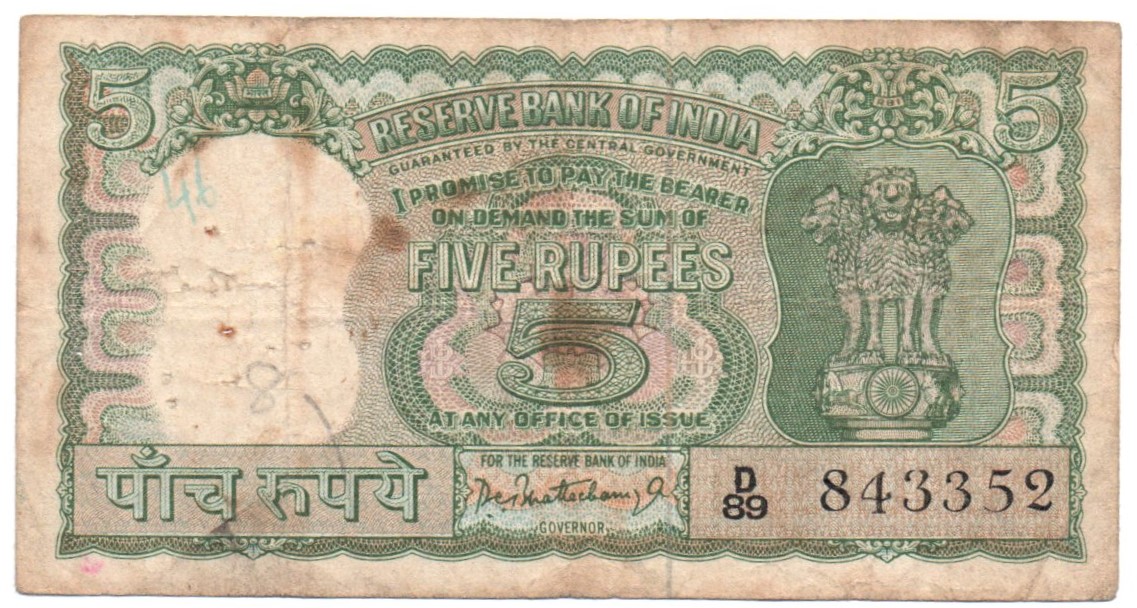 5
5
RESERVE BANK OF INDIA
GUARANTEED BY THE CENTRAL GOVERNMENT
I PROMISE TO PAY THE BEARER
ON DEMAND THE SUM OF
FIVE RUPEES
5
AT ANY OFFICE OF ISSUE
46
8
पाँच रुपये
FOR THE RESERVE BANK OF INDIA
GOVERNOR
D/89 843352